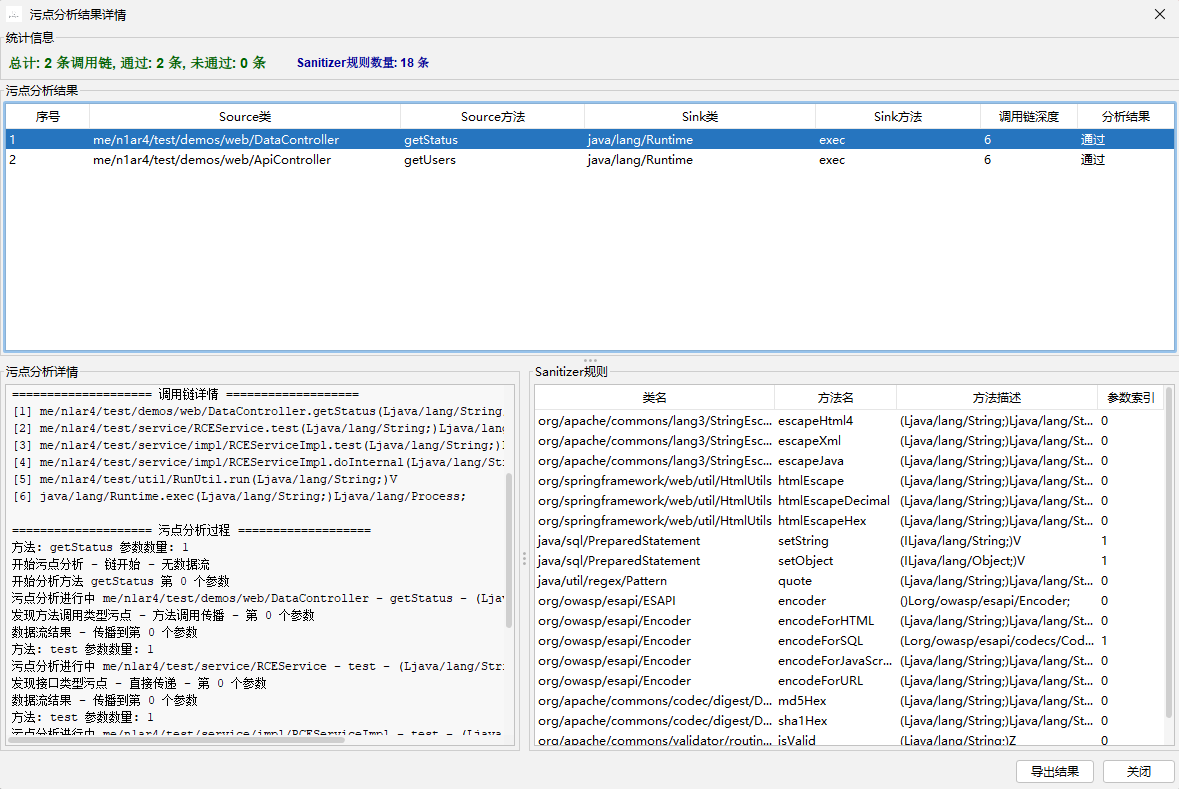 污点分析结果详情
统计信息
总计: 2 条调用链, 通过: 2 条, 未通过: 0 条 Sanitizer规则数量: 18 条
污点分析结果
序号 Source类 Source方法 Sink类 Sink方法 调用链深度 分析结果
1 me/n1ar4/test/demos/web/DataController getStatus java/lang/Runtime exec 6 通过
2 me/n1ar4/test/demos/web/ApiController getUsers java/lang/Runtime exec 6 通过
污点分析详情
==================== 调用链详情 ===================
[1] me/n1ar4/test/demos/web/DataController.getStatus(Ljava/lang/String
[2] me/n1ar4/test/service/RCEService.test(Ljava/lang/String;)Ljava/lang
[3] me/n1ar4/test/service/impl/RCEServiceImpl.test(Ljava/lang/String;)
[4] me/n1ar4/test/service/impl/RCEServiceImpl.doInternal(Ljava/lang/St
[5] me/n1ar4/test/util/RunUtil.run(Ljava/lang/String;)V
[6] java/lang/Runtime.exec(Ljava/lang/String;)Ljava/lang/Process;
==================== 污点分析过程 ===================
方法: getStatus 参数数量: 1
开始污点分析 - 链开始 - 无数据流
开始分析方法 getStatus 第 0 个参数
污点分析进行中 me/n1ar4/test/demos/web/DataController - getStatus - (Ljav
发现方法调用类型污点 - 方法调用传播 - 第 0 个参数
数据流结果 - 传播到第 0 个参数
方法: test 参数数量: 1
污点分析进行中 me/n1ar4/test/service/RCEService - test - (Ljava/lang/Stri
发现接口类型污点 - 直接传递 - 第 0 个参数
数据流结果 - 传播到第 0 个参数
方法: test 参数数量: 1
污点分析进行中 me/n1ar4/test/service/impl/RCEServiceImpl - test - (Ljava
Sanitizer规则
类名 方法名 方法描述 参数索引
org/apache/commons/lang3/StringEsc... escapeHtml4 (Ljava/lang/String;)Ljava/lang/St... 0
org/apache/commons/lang3/StringEsc... escapeXml (Ljava/lang/String;)Ljava/lang/St... 0
org/apache/commons/lang3/StringEsc... escapeJava (Ljava/lang/String;)Ljava/lang/St... 0
org/springframework/web/util/HtmlUtils htmlEscape (Ljava/lang/String;)Ljava/lang/St... 0
org/springframework/web/util/HtmlUtils htmlEscapeDecimal (Ljava/lang/String;)Ljava/lang/St... 0
org/springframework/web/util/HtmlUtils htmlEscapeHex (Ljava/lang/String;)Ljava/lang/St... 0
java/sql/PreparedStatement setString (ILjava/lang/String;)V 1
java/sql/PreparedStatement setObject (ILjava/lang/Object;)V 1
java/util/regex/Pattern quote (Ljava/lang/String;)Ljava/lang/St... 0
org/owasp/esapi/ESAPI encoder ()Lorg/owasp/esapi/Encoder; 0
org/owasp/esapi/Encoder encodeForHTML (Ljava/lang/String;)Ljava/lang/St... 0
org/owasp/esapi/Encoder encodeForSQL (Lorg/owasp/esapi/codecs/Cod... 1
org/owasp/esapi/Encoder encodeForJavaScr... (Ljava/lang/String;)Ljava/lang/St... 0
org/owasp/esapi/Encoder encodeForURL (Ljava/lang/String;)Ljava/lang/St... 0
org/apache/commons/codec/digest/D... md5Hex (Ljava/lang/String;)Ljava/lang/St... 0
org/apache/commons/codec/digest/D... sha1Hex (Ljava/lang/String;)Ljava/lang/St... 0
org/apache/commons/validator/routin... isValid (Ljava/lang/String;)Z 0
导出结果 关闭